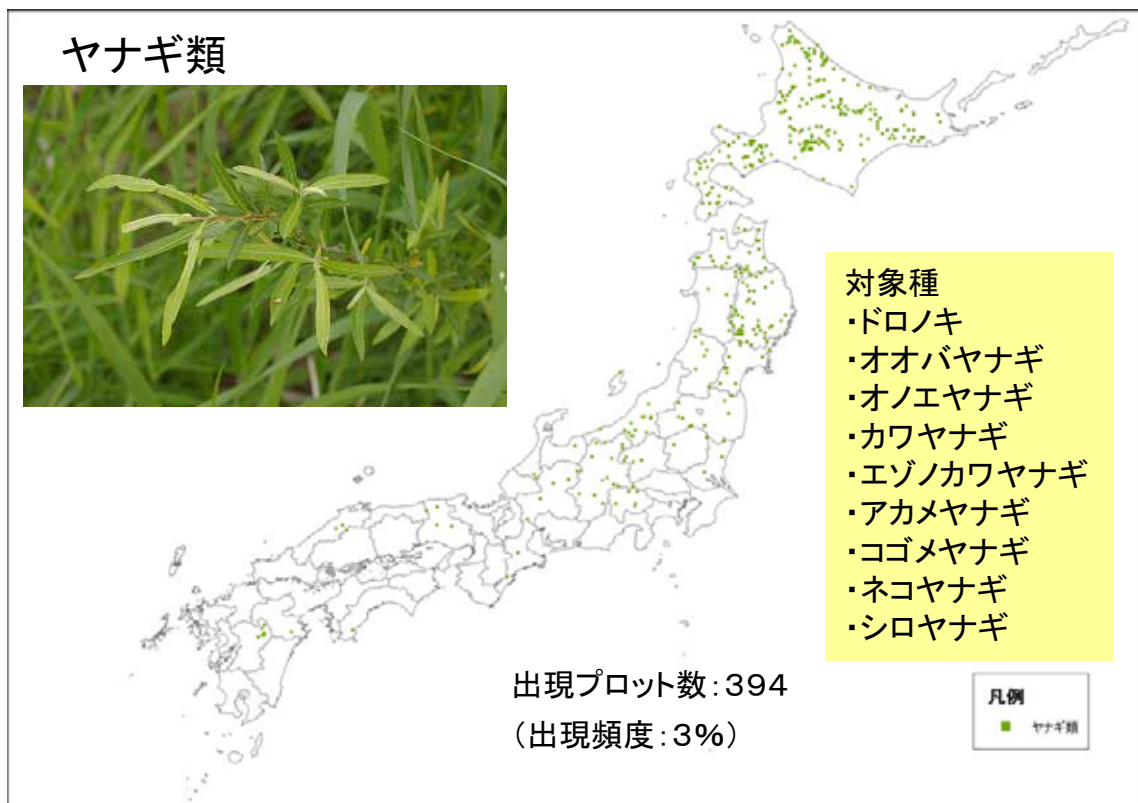 ヤナギ類
対象種
・ドロノキ
・オオバヤナギ
・オノエヤナギ
・カワヤナギ
・エゾノカワヤナギ
・アカメヤナギ
・コゴメヤナギ
・ネコヤナギ
・シロヤナギ
出現プロット数：３９４
（出現頻度：３％）
凡例
ヤナギ類